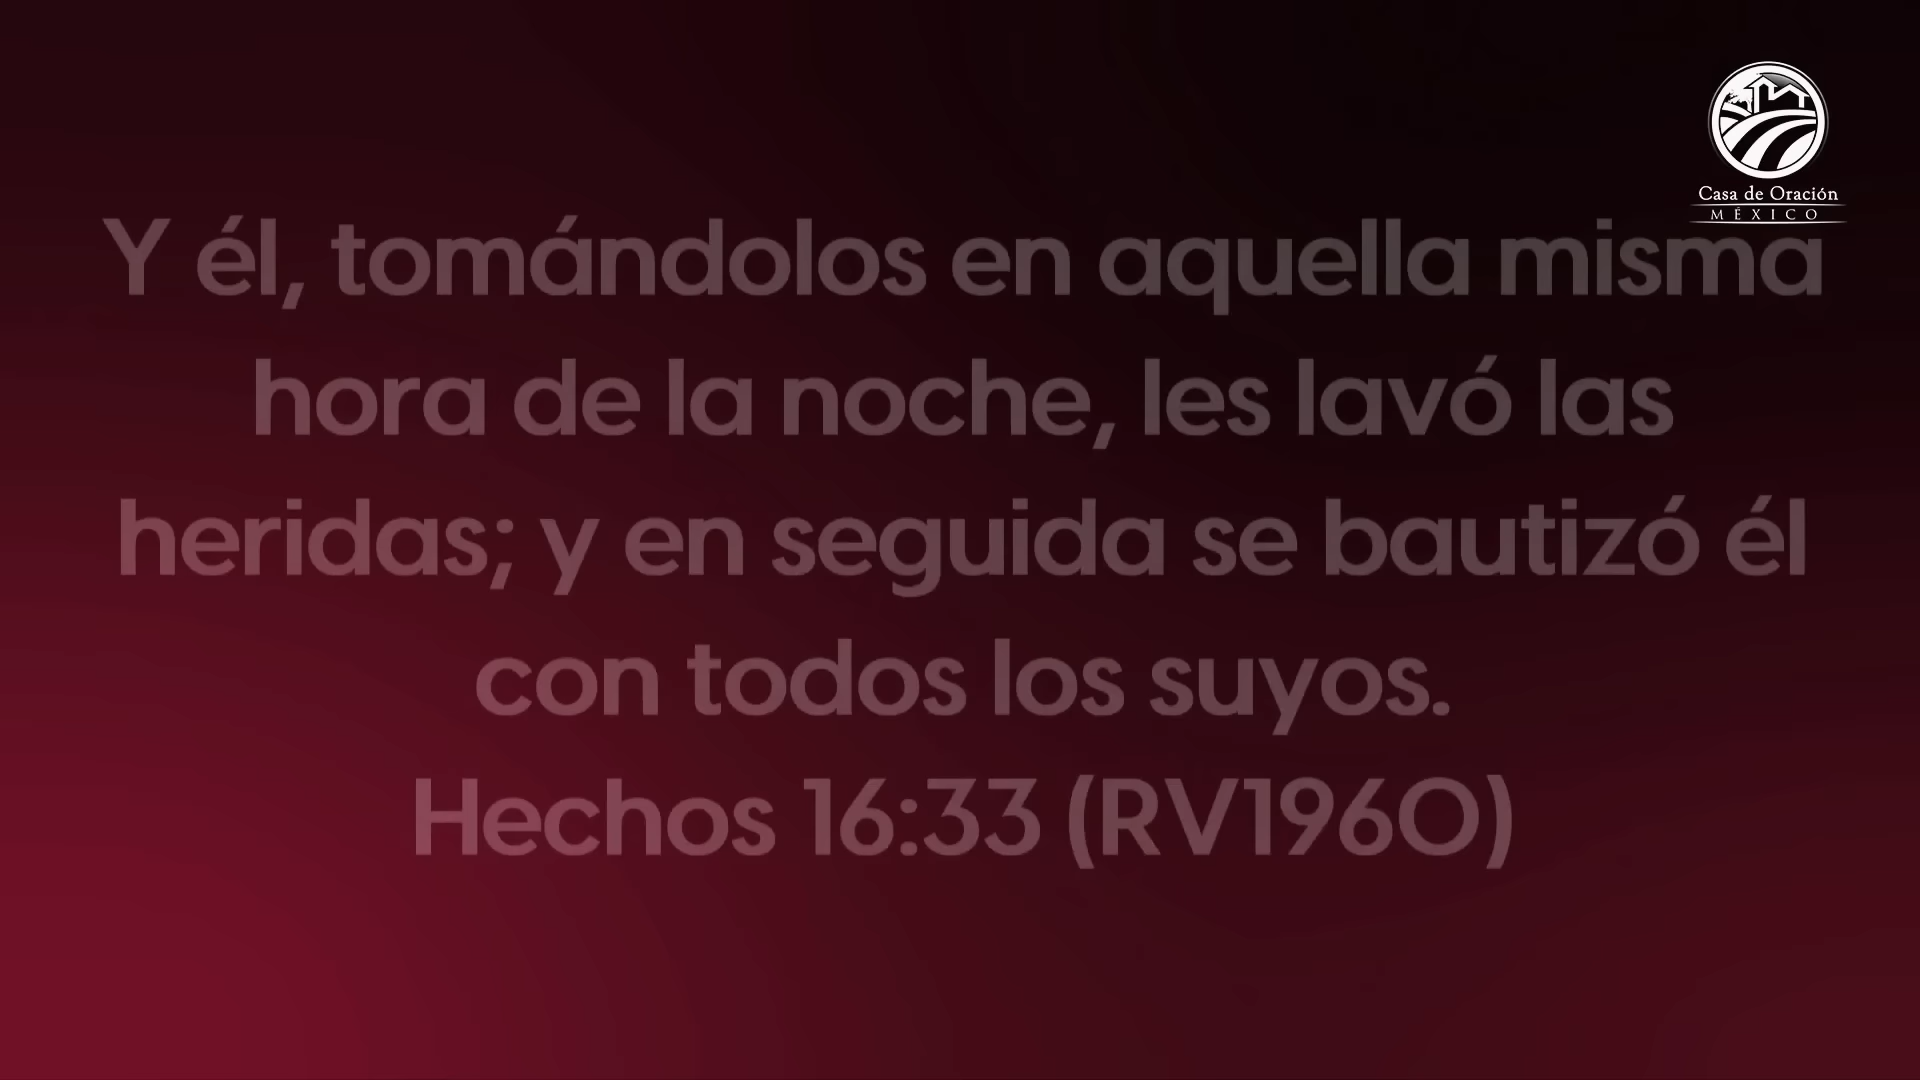 Casa de Oración
MÉXICO
Y él, tomándolos en aquella misma
hora de la noche, les lavó las
heridas; y en seguida se bautizó él
con todos los suyos.
Hechos 16:33 (RV1960)